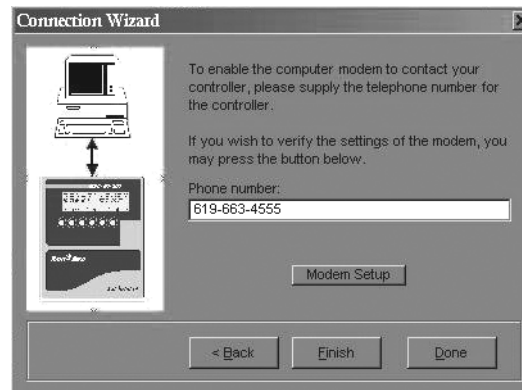 Connection Wizard
To enable the computer modem to contact your
controller, please supply the telephone number for
the controller.
If you wish to verify the settings of the modem, you
may press the button below.
Phone number:
619-663-4555
Modem Setup
< Back
Finish
Done